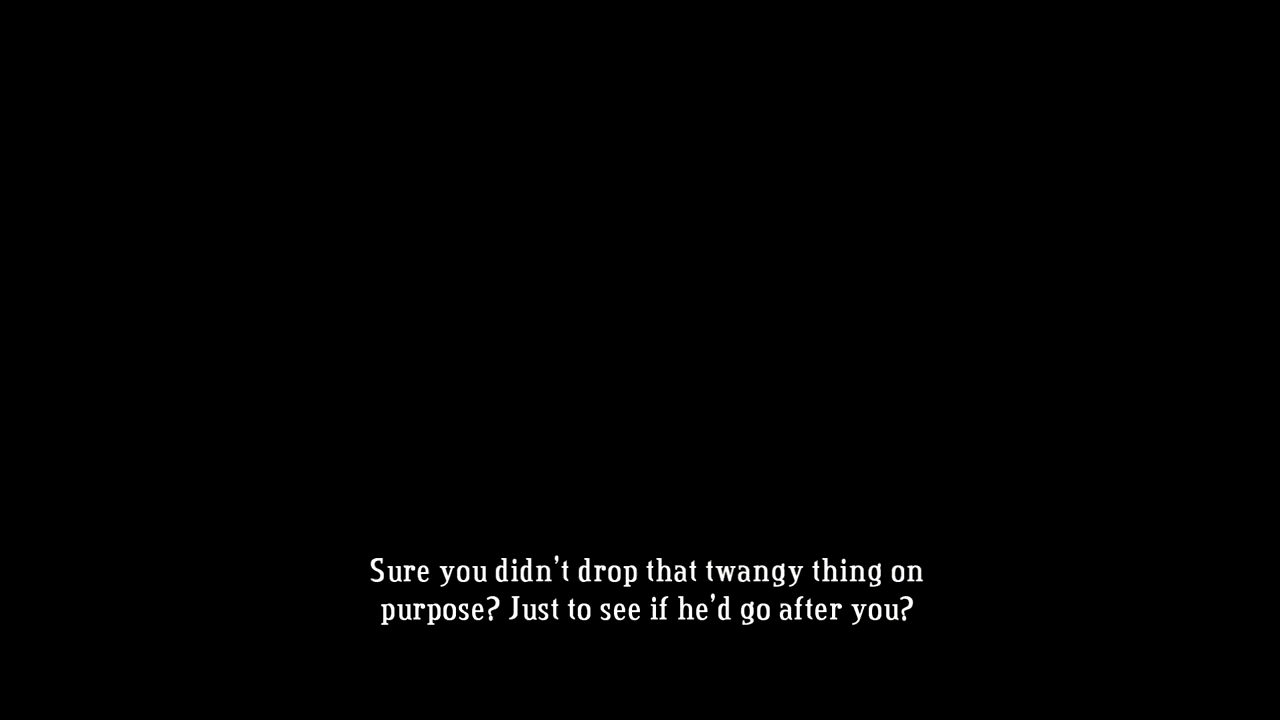 Sure you didn't drop that twangy thing on
purpose? Just to see if he'd go after you?